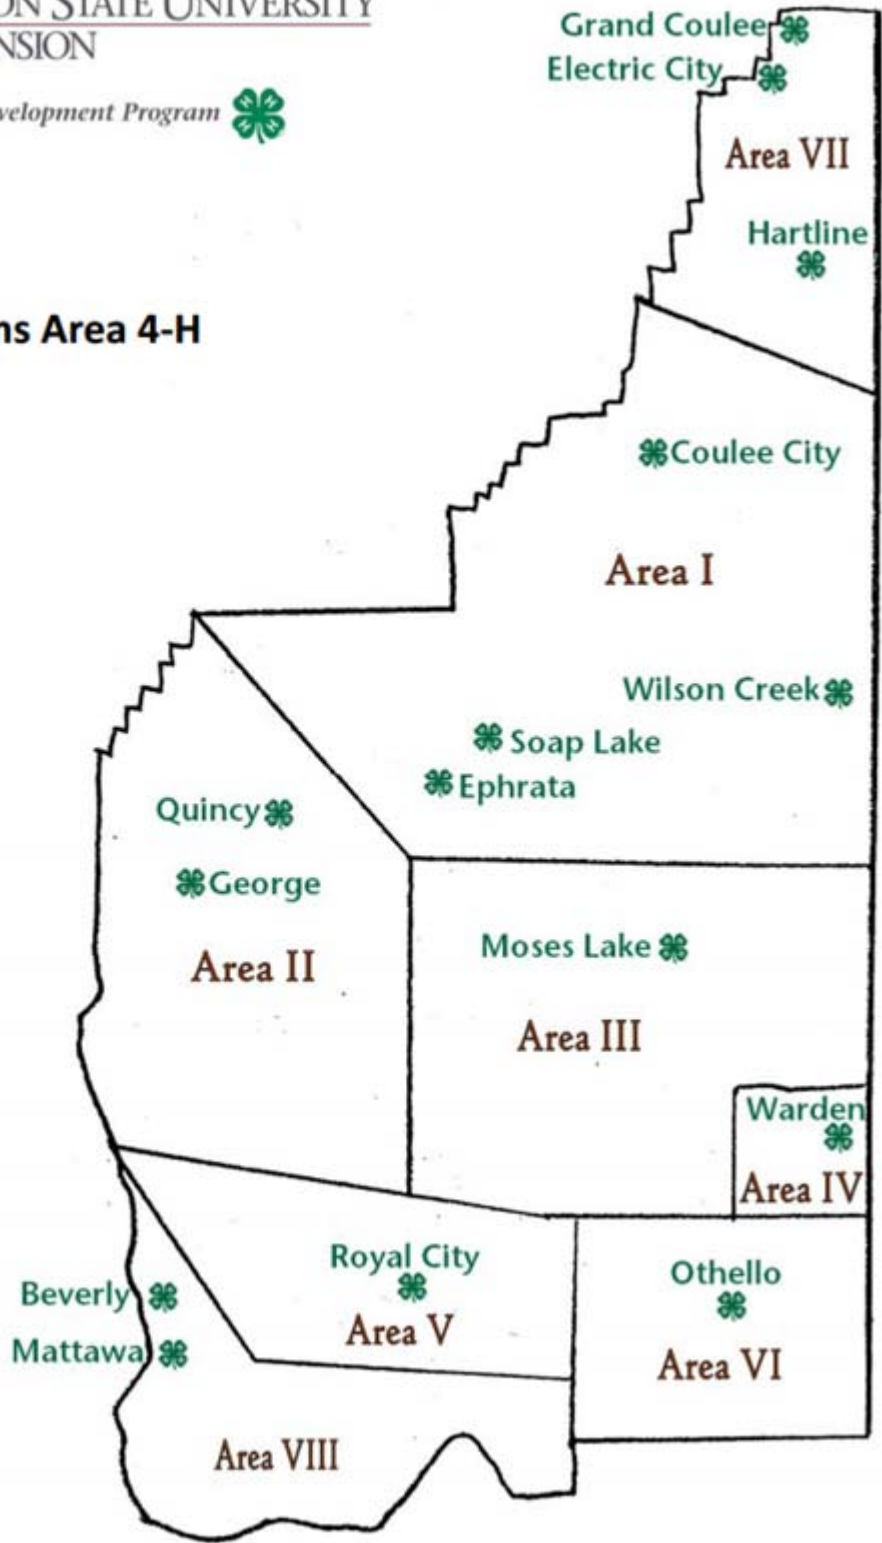 ON STATE UNIVERSITY
NSION
velopment Program
ns Area 4-H
Grand Coulee
Electric City
Area VII
Hartline
Coulee City
Area I
Wilson Creek
Soap Lake
Ephrata
Quincy
George
Area II
Moses Lake
Area III
Warden
Area IV
Royal City
Area V
Othello
Area VI
Beverly
Mattawa
Area VIII